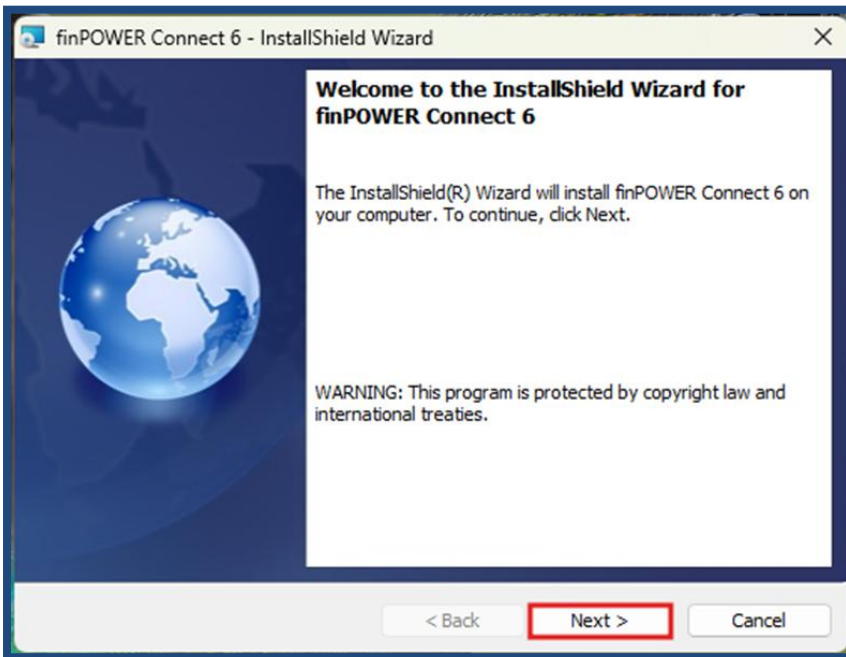 finPOWER Connect 6 - InstallShield Wizard
Welcome to the InstallShield Wizard for
finPOWER Connect 6
The InstallShield(R) Wizard will install finPOWER Connect 6 on
your computer. To continue, click Next.
WARNING: This program is protected by copyright law and
international treaties.
< Back Next > Cancel